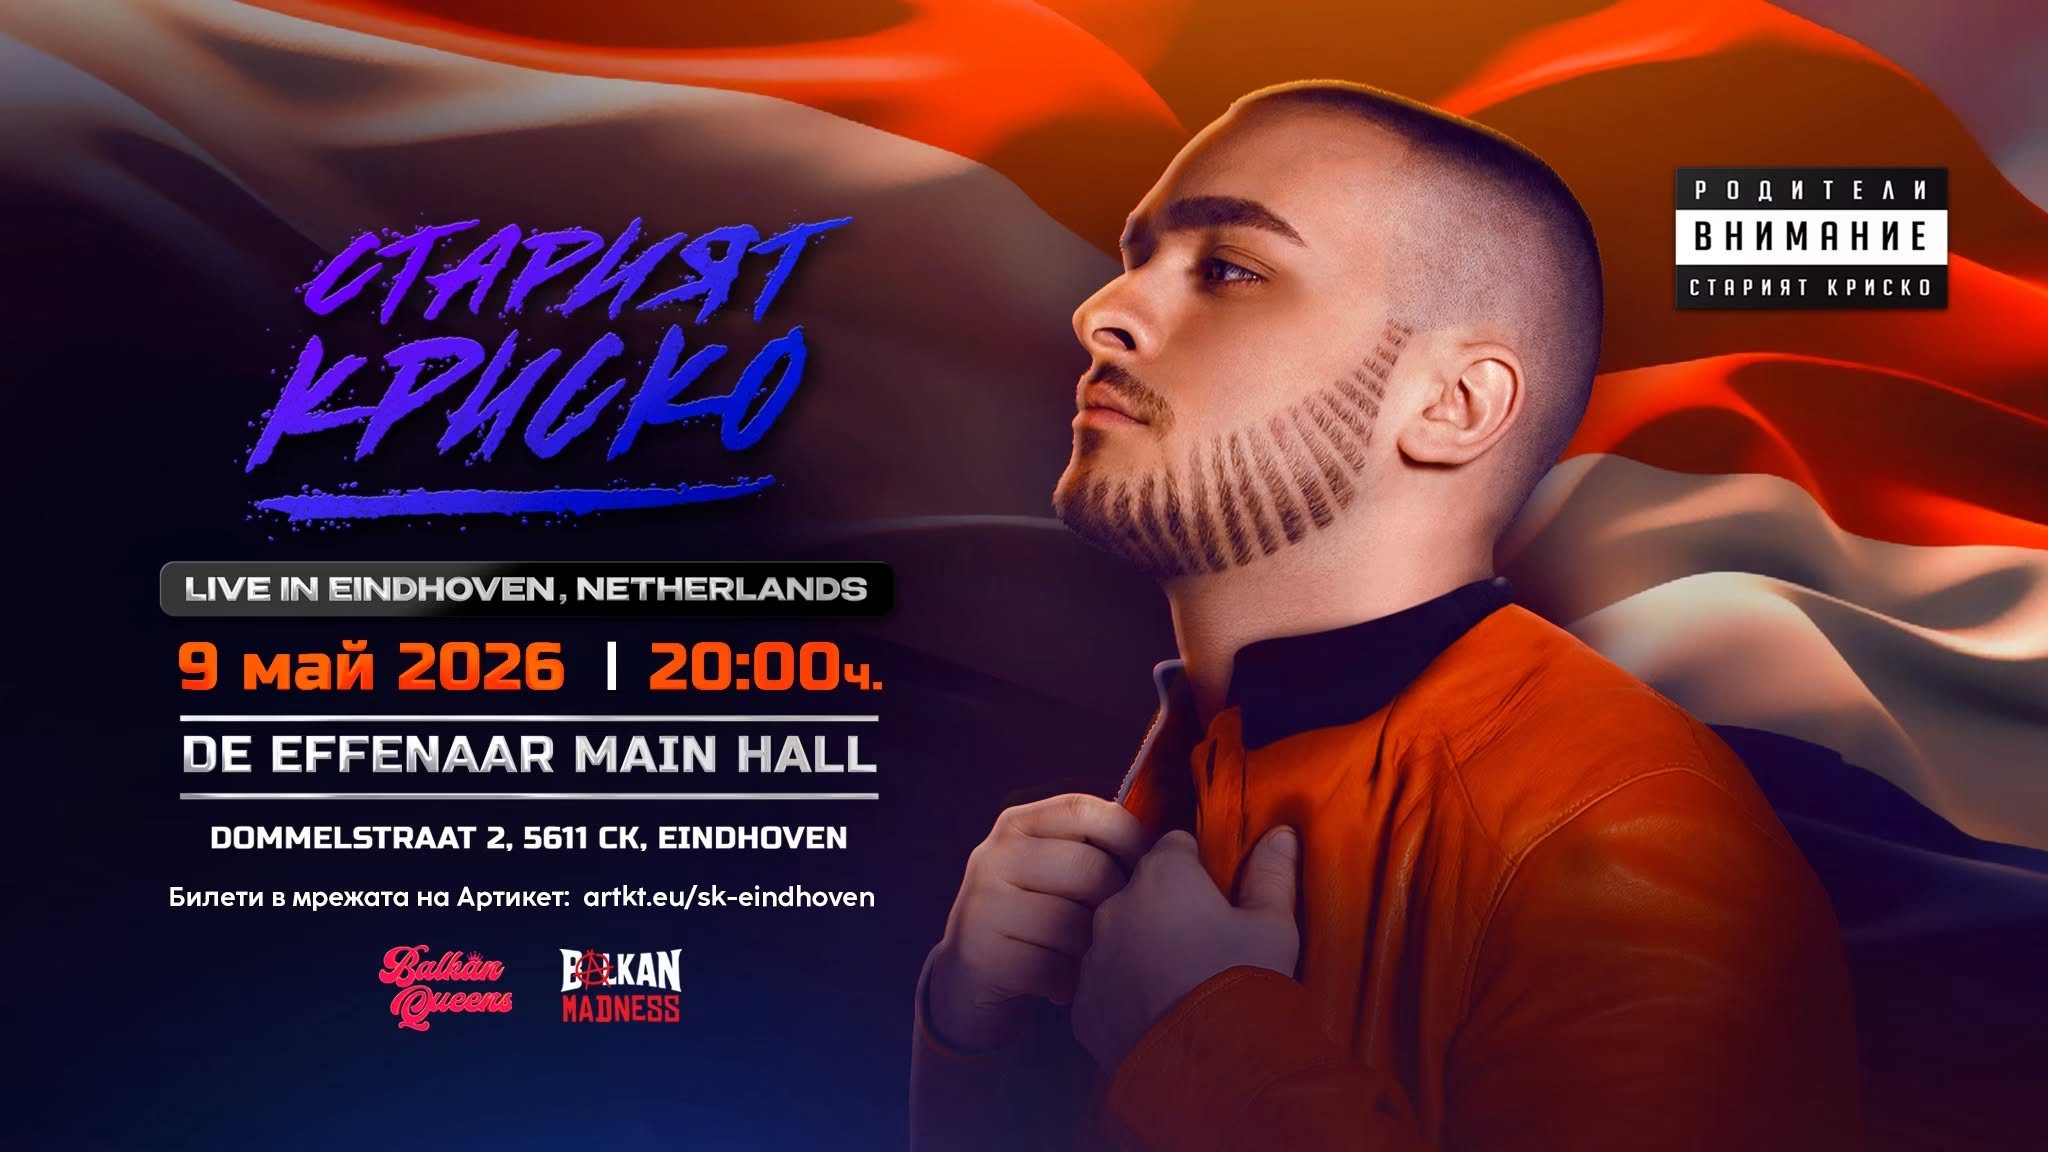 СТАРИЯТ
КРИСКО
LIVE IN EINDHOVEN, NETHERLANDS
9 май 2026 | 20:00ч.
DE EFFENAAR MAIN HALL
DOMMELSTRAAT 2, 5611 CK, EINDHOVEN
Билети в мрежата на Артикет: artkt.eu/sk-eindhoven
Balkan
Queens
BALKAN
MADNESS
РОДИТЕЛИ
ВНИМАНИЕ
СТАРИЯТ КРИСКО